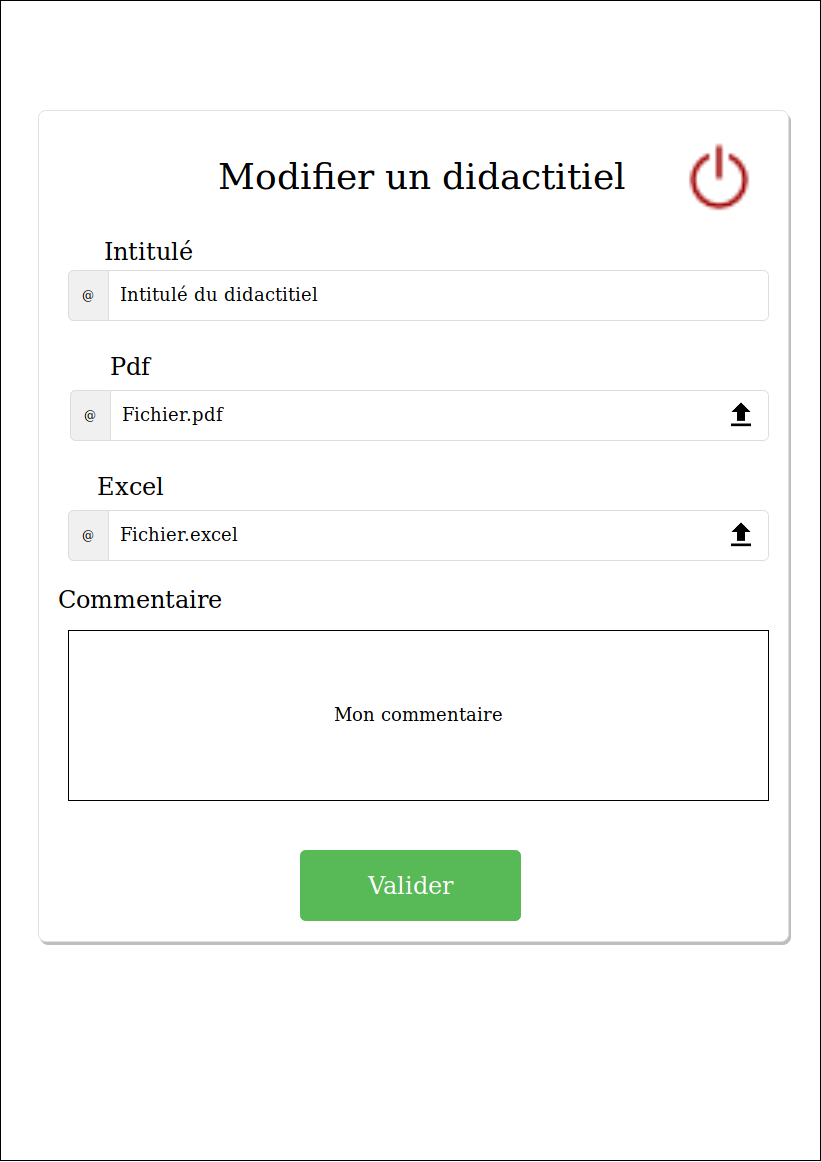 Modifier un didactitiel
Intitulé
@ Intitulé du didactitiel
Pdf
@ Fichier.pdf
Excel
@ Fichier.excel
Commentaire
Mon commentaire
Valider